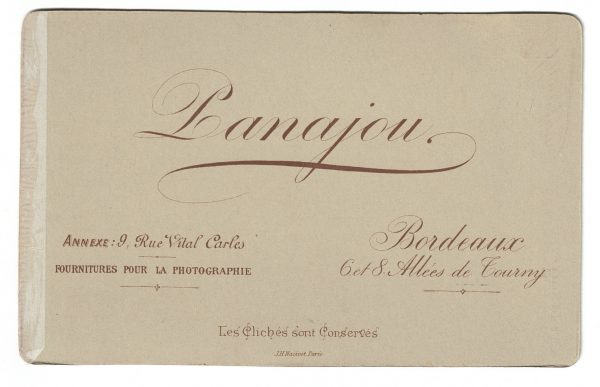 Panajou.
ANNEXE: 9, Rue Vital Carles
FOURNITURES POUR LA PHOTOGRAPHIE
Bordeaux
6 et 8 Allées de Tourny
Les Clichés sont Conservés
Paris